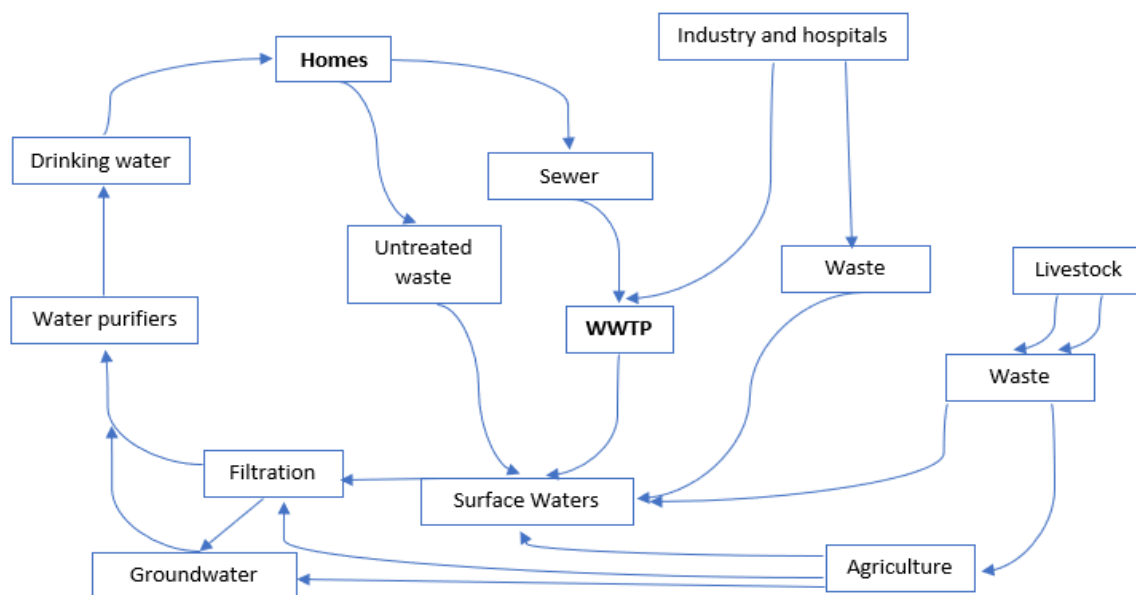 Industry and hospitals
Homes
Drinking water
Sewer
Untreated
waste
Waste
Livestock
Water purifiers
WWTP
Waste
Filtration
Surface Waters
Groundwater
Agriculture